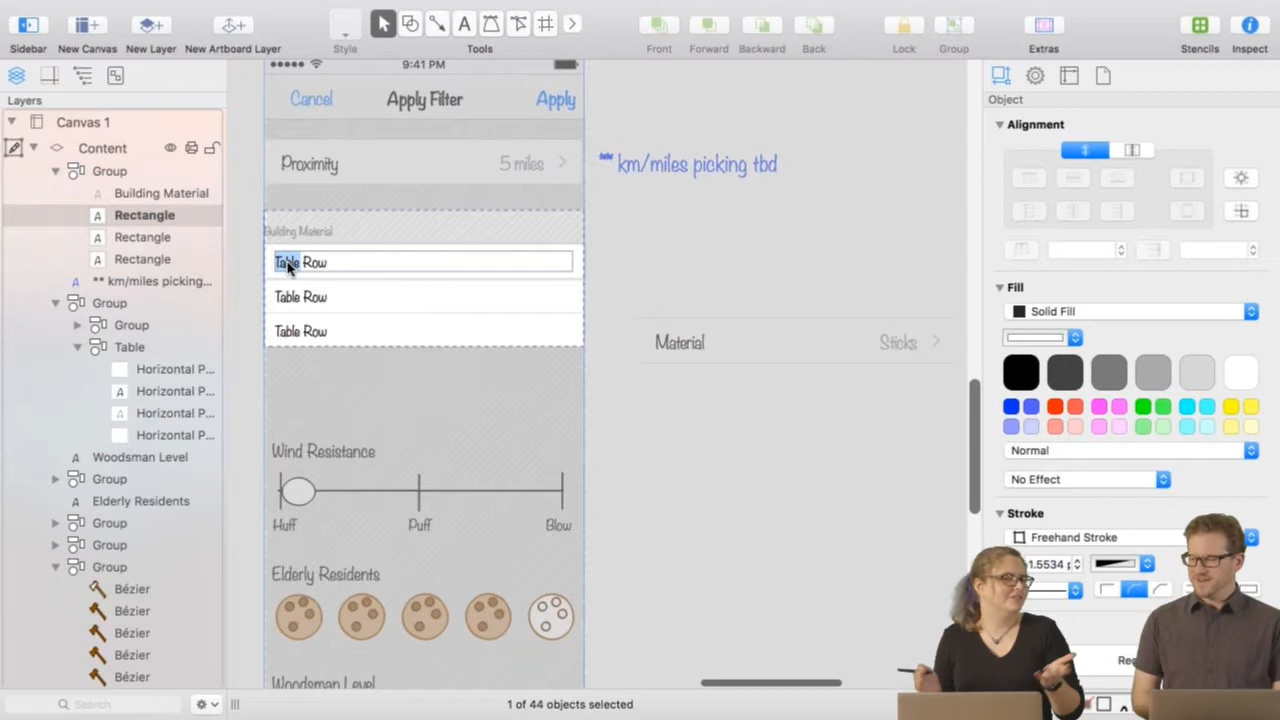 Sidebar
New Canvas
New Layer
New Artboard Layer
Style
Tools
Front
Forward
Backward
Back
Lock
Group
Extras
Stencils
Inspect
Layers
Canvas 1
Content
Group
Building Material
Rectangle
Rectangle
Rectangle
** km/miles picking...
Group
Group
Table
Horizontal P...
Horizontal P...
Horizontal P...
Horizontal P...
Woodsman Level
Group
Elderly Residents
Group
Group
Group
Bézier
Bézier
Bézier
Bézier
Bézier
Search
9:41 PM
Cancel
Apply Filter
Apply
Proximity
5 miles
Building Material
Table Row
Table Row
Table Row
Wind Resistance
Huff
Puff
Blow
Elderly Residents
Woodsman Level
** km/miles picking tbd
Material
Sticks
1 of 44 objects selected
Object
Alignment
Fill
Solid Fill
Normal
No Effect
Stroke
Freehand Stroke